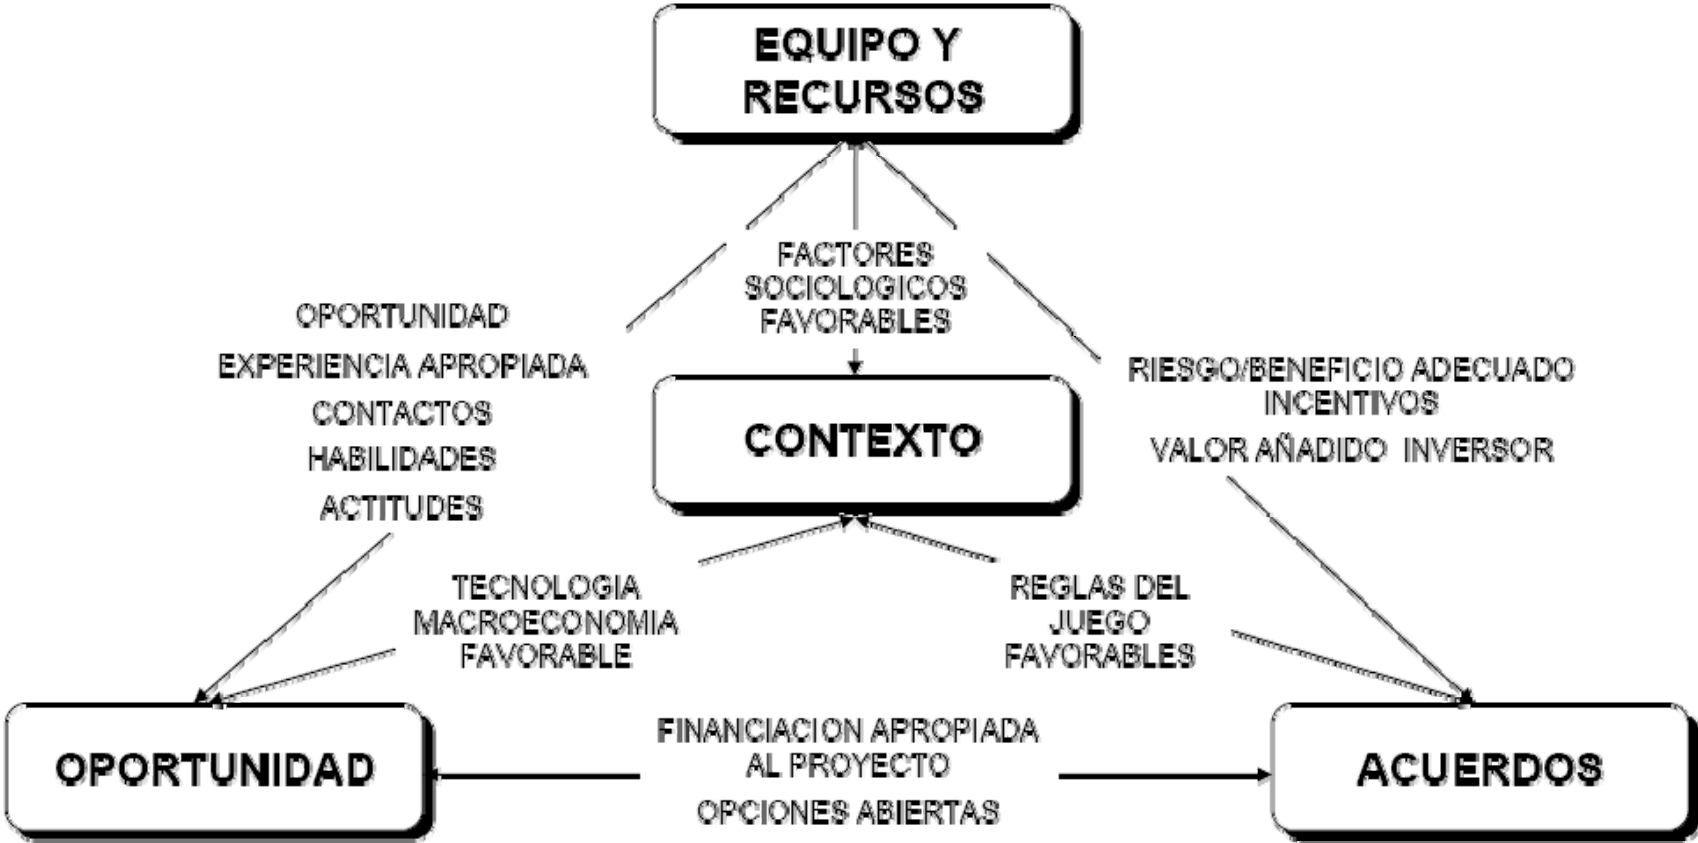 EQUIPO Y
RECURSOS
FACTORES
SOCIOLOGICOS
FAVORABLES
OPORTUNIDAD
EXPERIENCIA APROPIADA
CONTACTOS
HABILIDADES
ACTITUDES
RIESGO/BENEFICIO ADECUADO
INCENTIVOS
VALOR AÑADIDO INVERSOR
CONTEXTO
TECNOLOGIA
MACROECONOMIA
FAVORABLE
REGLAS DEL
JUEGO
FAVORABLES
OPORTUNIDAD
FINANCIACION APROPIADA
AL PROYECTO
OPCIONES ABIERTAS
ACUERDOS